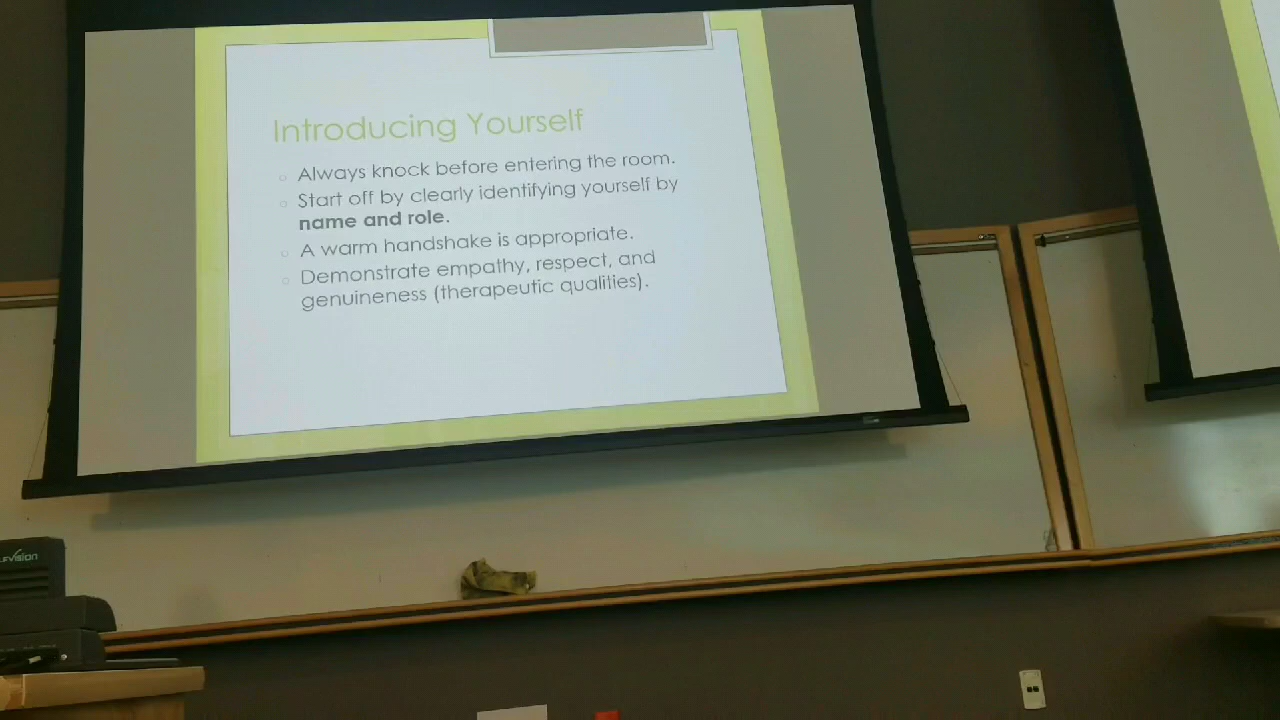 Introducing Yourself
Always knock before entering the room.
Start off by clearly identifying yourself by
name and role.
A warm handshake is appropriate.
Demonstrate empathy, respect, and
genuineness (therapeutic qualities).